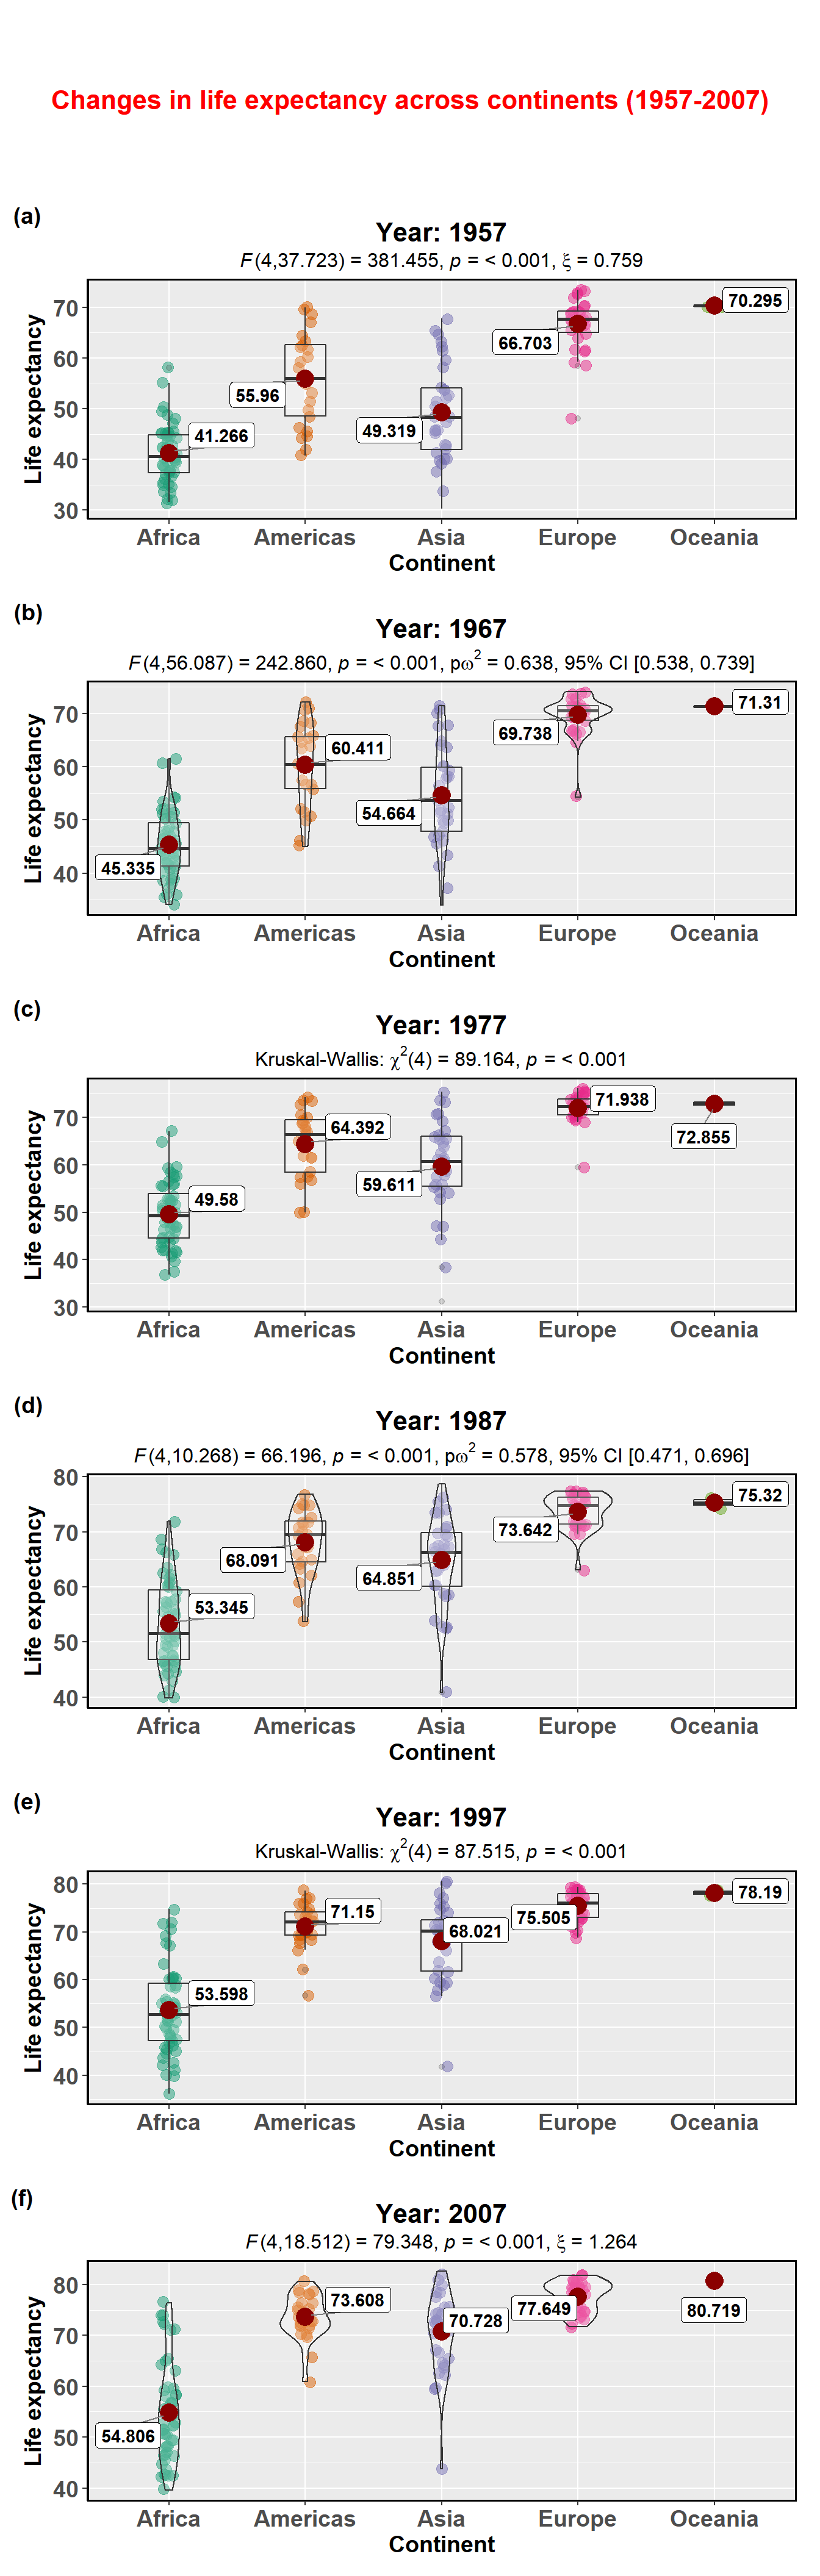 Changes in life expectancy across continents (1957-2007)
(a)
Year: 1957
F(4,37.723) = 381.455, p = < 0.001, ξ = 0.759
Life expectancy
70
60
50
40
30
41.266
55.96
49.319
66.703
70.295
Africa Americas Asia Europe Oceania
Continent
(b)
Year: 1967
F(4,56.087) = 242.860, p = < 0.001, pω² = 0.638, 95% CI [0.538, 0.739]
Life expectancy
70
60
50
40
45.335
60.411
54.664
69.738
71.31
Africa Americas Asia Europe Oceania
Continent
(c)
Year: 1977
Kruskal-Wallis: χ²(4) = 89.164, p = < 0.001
Life expectancy
70
60
50
40
30
49.58
64.392
59.611
71.938
72.855
Africa Americas Asia Europe Oceania
Continent
(d)
Year: 1987
F(4,10.268) = 66.196, p = < 0.001, pω² = 0.578, 95% CI [0.471, 0.696]
Life expectancy
80
70
60
50
40
53.345
68.091
64.851
73.642
75.32
Africa Americas Asia Europe Oceania
Continent
(e)
Year: 1997
Kruskal-Wallis: χ²(4) = 87.515, p = < 0.001
Life expectancy
80
70
60
50
40
53.598
71.15
68.021
75.505
78.19
Africa Americas Asia Europe Oceania
Continent
(f)
Year: 2007
F(4,18.512) = 79.348, p = < 0.001, ξ = 1.264
Life expectancy
80
70
60
50
40
54.806
73.608
70.728
77.649
80.719
Africa Americas Asia Europe Oceania
Continent